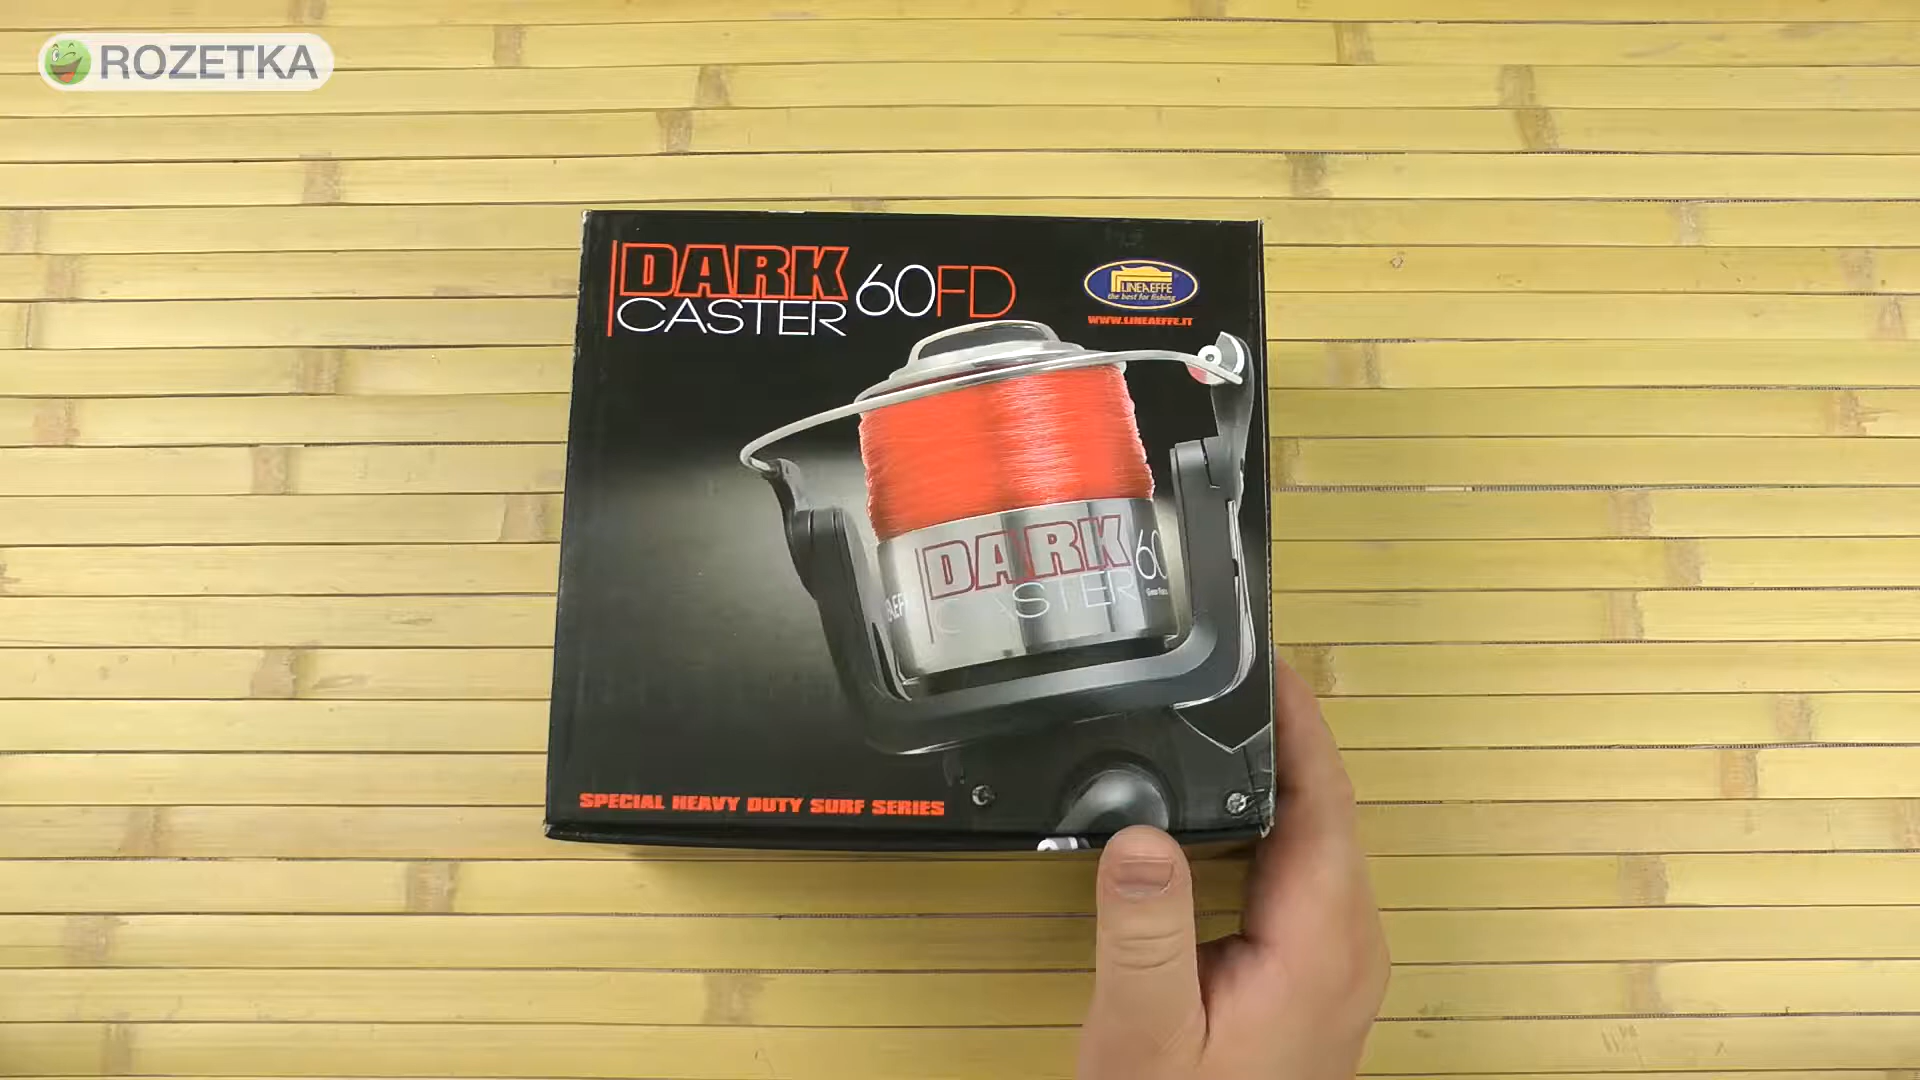 ROZETKA
DARK
CASTER 60FD
LINEAEFFE
the best for fishing
WWW.LINEAEFFE.IT
DARK
CASTER 60
SPECIAL HEAVY DUTY SURF SERIES